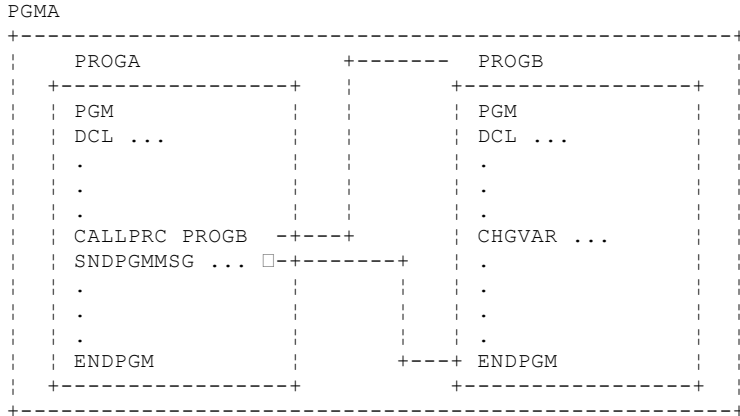 PGMA
PROGA PROGB
PGM PGM
DCL ... DCL ...
. .
. .
. .
CALLPRC PROGB CHGVAR ...
SNDPGMMSG ... .
. .
. .
. .
ENDPGM ENDPGM